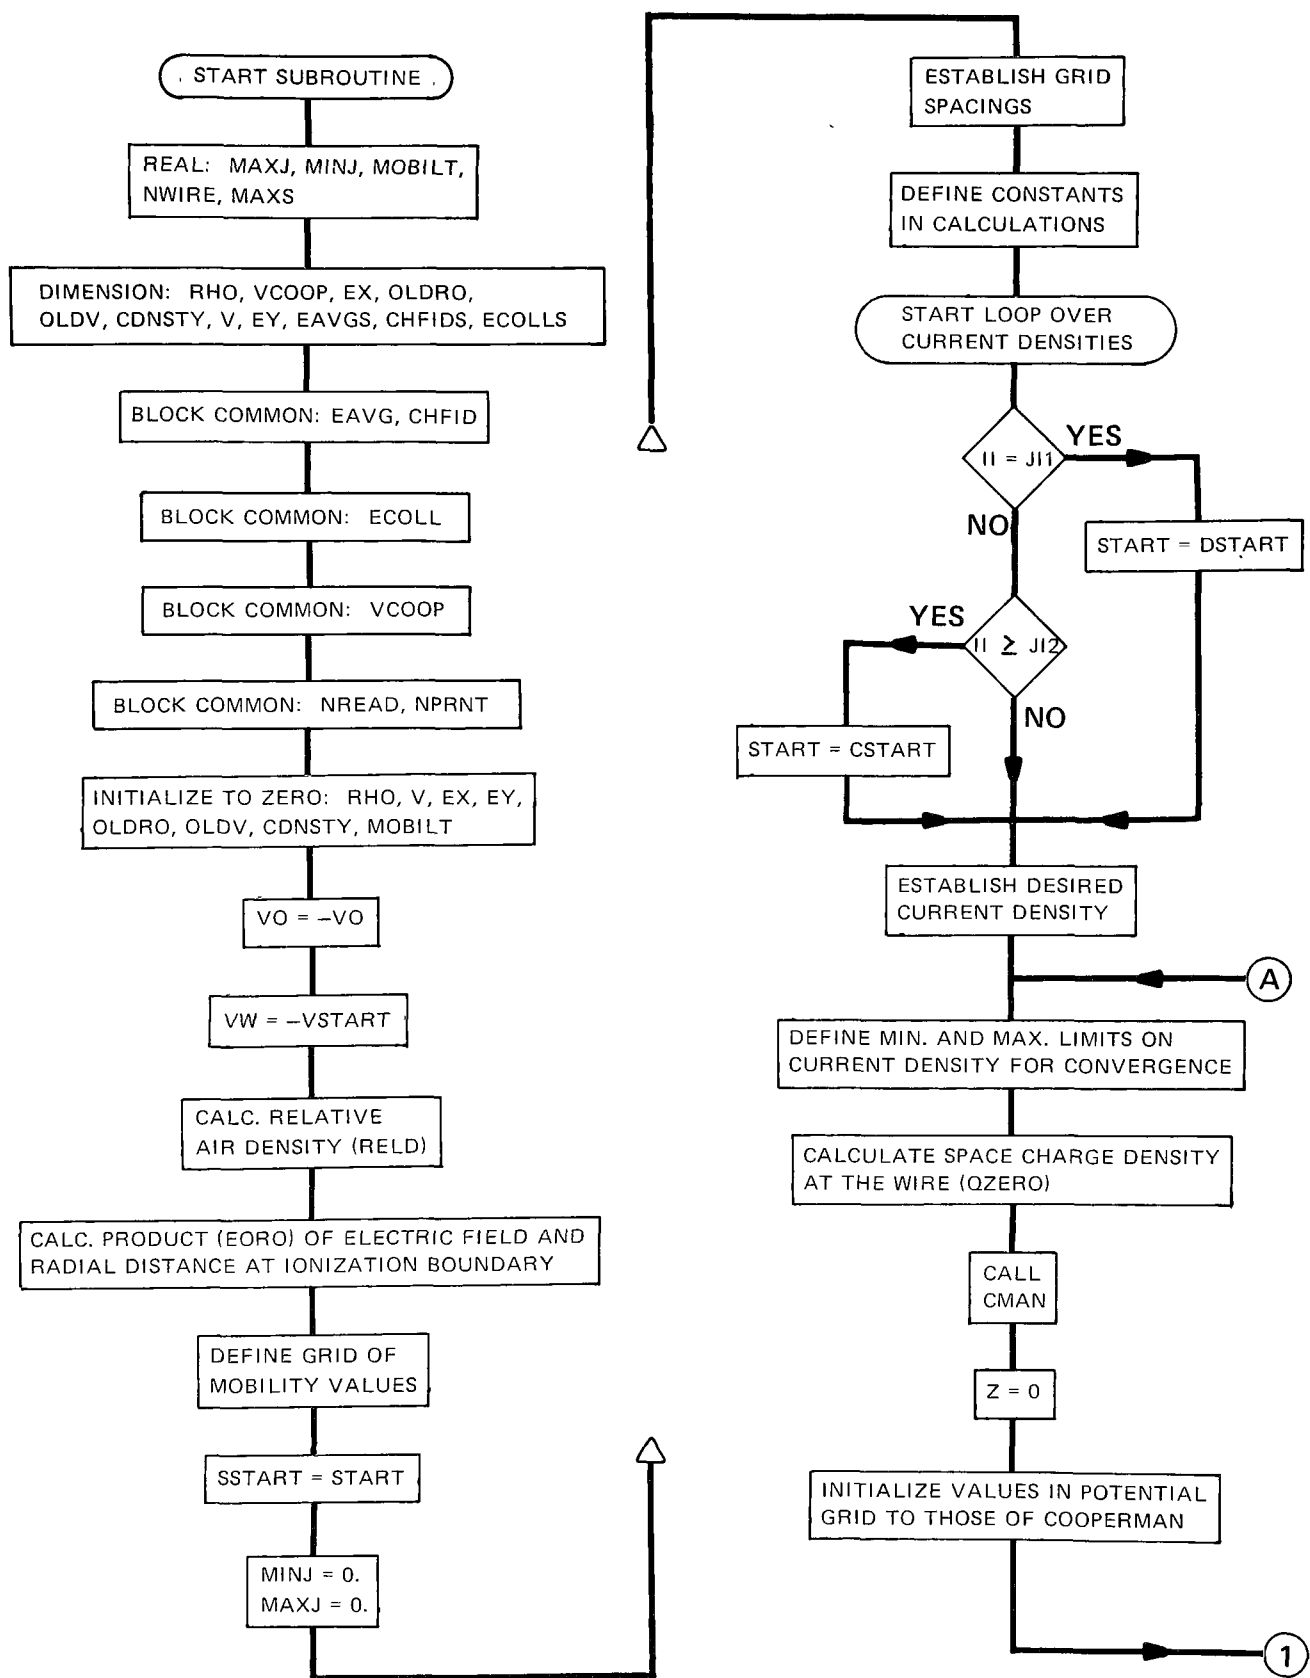 START SUBROUTINE
REAL: MAXJ, MINJ, MOBILT,
NWIRE, MAXS
DIMENSION: RHO, VCOOP, EX, OLDRO,
OLDV, CDNSTY, V, EY, EAVGS, CHFIDS, ECOLLS
BLOCK COMMON: EAVG, CHFID
BLOCK COMMON: ECOLL
BLOCK COMMON: VCOOP
BLOCK COMMON: NREAD, NPRNT
INITIALIZE TO ZERO: RHO, V, EX, EY,
OLDRO, OLDV, CDNSTY, MOBILT
VO = –VO
VW = –VSTART
CALC. RELATIVE
AIR DENSITY (RELD)
CALC. PRODUCT (EORO) OF ELECTRIC FIELD AND
RADIAL DISTANCE AT IONIZATION BOUNDARY
DEFINE GRID OF
MOBILITY VALUES
SSTART = START
MINJ = 0.
MAXJ = 0.
ESTABLISH GRID
SPACINGS
DEFINE CONSTANTS
IN CALCULATIONS
START LOOP OVER
CURRENT DENSITIES
II = JI1
YES
NO
START = DSTART
YES
II ≥ JI2
NO
START = CSTART
ESTABLISH DESIRED
CURRENT DENSITY
A
DEFINE MIN. AND MAX. LIMITS ON
CURRENT DENSITY FOR CONVERGENCE
CALCULATE SPACE CHARGE DENSITY
AT THE WIRE (QZERO)
CALL
CMAN
Z = 0
INITIALIZE VALUES IN POTENTIAL
GRID TO THOSE OF COOPERMAN
1